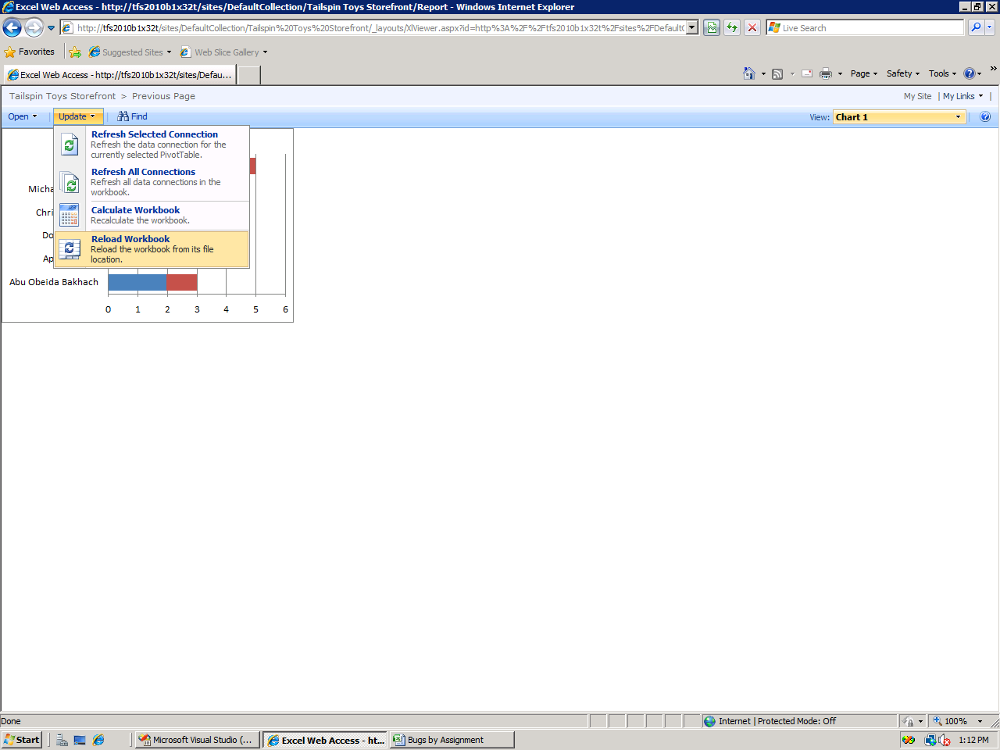 Excel Web Access - http://tfs2010b1x32t/sites/DefaultCollection/Tailspin Toys Storefront/Report - Windows Internet Explorer
http://tfs2010b1x32t/sites/DefaultCollection/Tailspin%20Toys%20Storefront/_layouts/XlViewer.aspx?id=http%3A%2F%2Ftfs2010b1x32t%2Fsites%2FDefaultC
Live Search
Favorites
Suggested Sites
Web Slice Gallery
Excel Web Access - http://tfs2010b1x32t/sites/Defau...
Page
Safety
Tools
»
Tailspin Toys Storefront > Previous Page
My Site | My Links |
Open
Update
Find
View: Chart 1
Refresh Selected Connection
Refresh the data connection for the
currently selected PivotTable.
Refresh All Connections
Refresh all data connections in the
workbook.
Calculate Workbook
Recalculate the workbook.
Reload Workbook
Reload the workbook from its file
location.
Micha
Chri
Do
Ap
Abu Obeida Bakhach
0 1 2 3 4 5 6
Done
Internet | Protected Mode: Off
100%
Start
Microsoft Visual Studio (...
Excel Web Access - ht...
Bugs by Assignment
1:12 PM